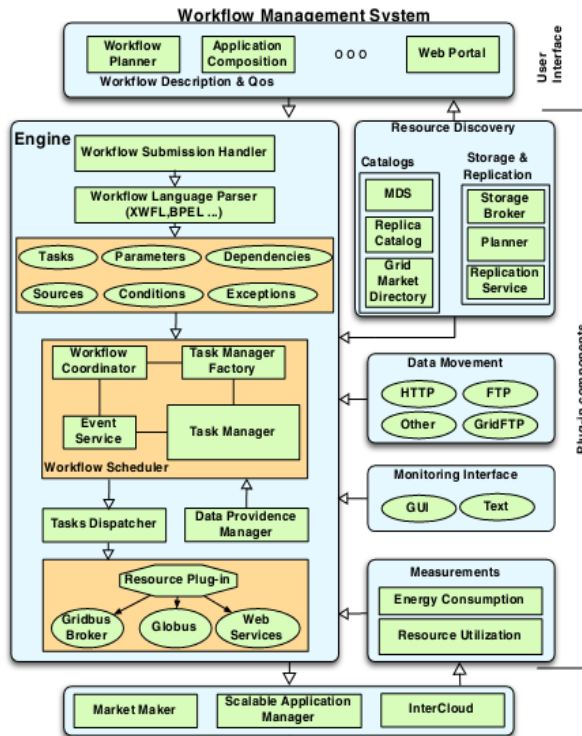 Workflow Management System
Workflow
Planner
Application
Composition
o o o
Web Portal
Workflow Description & Qos
User
Interface
Engine
Workflow Submission Handler
Workflow Language Parser
(XWFL,BPEL ...)
Tasks
Parameters
Dependencies
Sources
Conditions
Exceptions
Workflow
Coordinator
Task Manager
Factory
Event
Service
Task Manager
Workflow Scheduler
Tasks Dispatcher
Data Providence
Manager
Resource Plug-in
Gridbus
Broker
Globus
Web
Services
Resource Discovery
Catalogs
MDS
Replica
Catalog
Grid
Market
Directory
Storage &
Replication
Storage
Broker
Planner
Replication
Service
Data Movement
HTTP
FTP
Other
GridFTP
Monitoring Interface
GUI
Text
Measurements
Energy Consumption
Resource Utilization
Plug-in components
Market Maker
Scalable Application
Manager
InterCloud